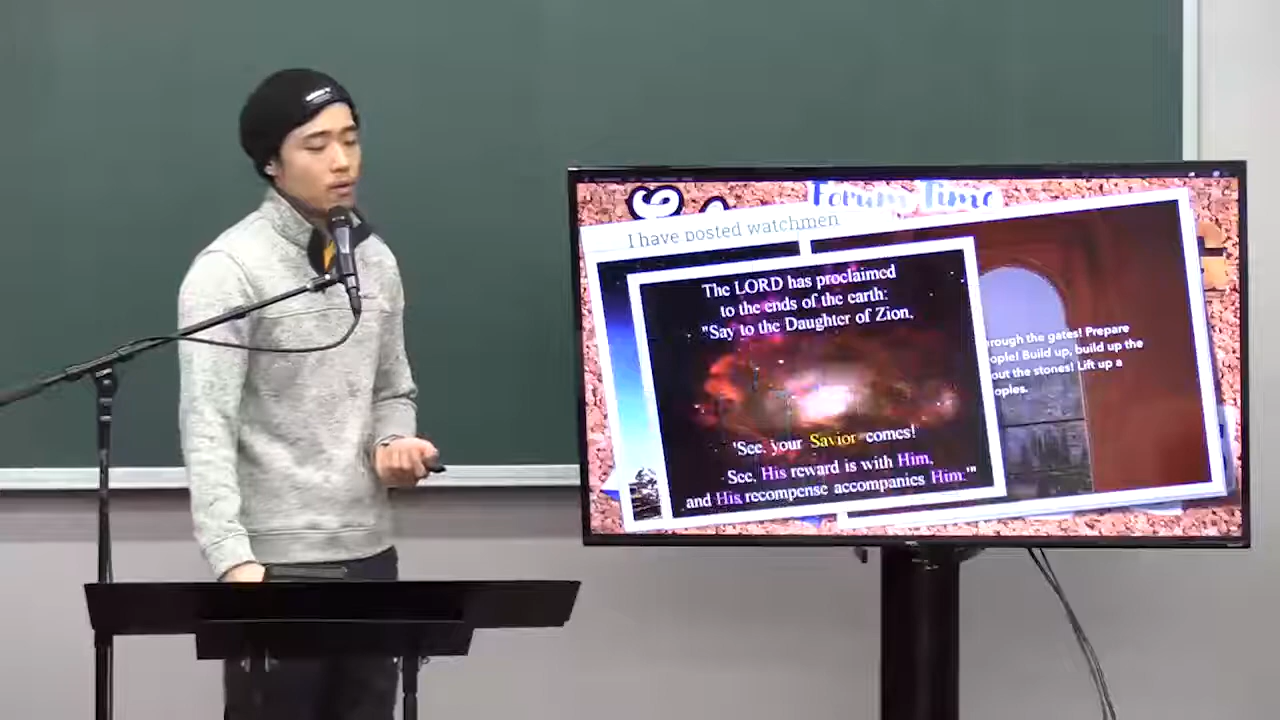 Forum Time
I have posted watchmen
The LORD has proclaimed
to the ends of the earth:
"Say to the Daughter of Zion,
'See, your Savior comes!
See, His reward is with Him,
and His recompense accompanies Him.'"
rough the gates! Prepare
ople! Build up, build up the
out the stones! Lift up a
oples.